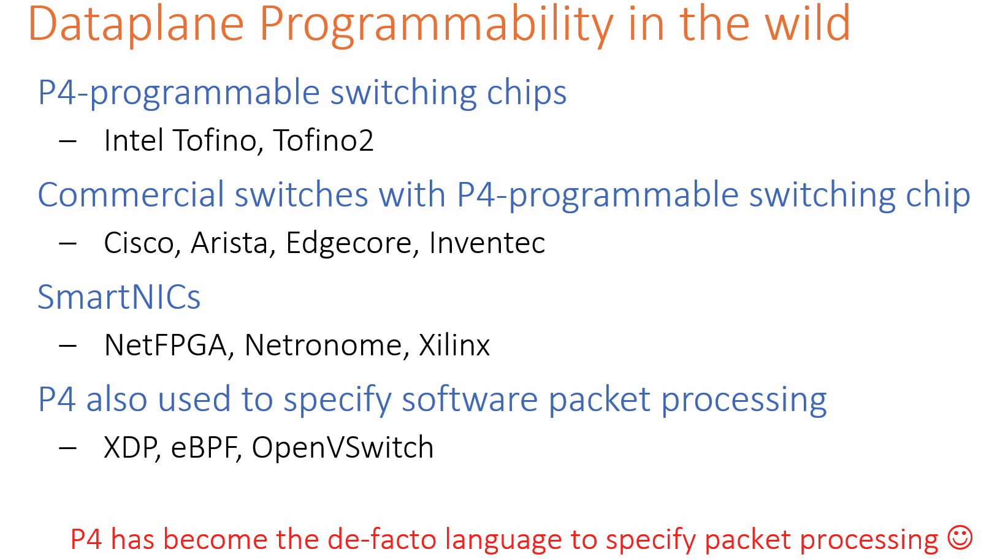 Dataplane Programmability in the wild
P4-programmable switching chips
– Intel Tofino, Tofino2
Commercial switches with P4-programmable switching chip
– Cisco, Arista, Edgecore, Inventec
SmartNICs
– NetFPGA, Netronome, Xilinx
P4 also used to specify software packet processing
– XDP, eBPF, OpenVSwitch
P4 has become the de-facto language to specify packet processing ☺